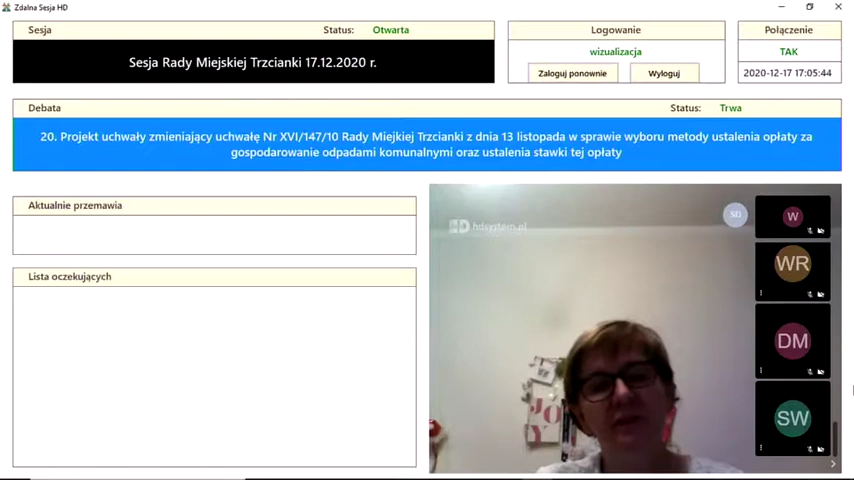 Zdalna Sesja HD
Sesja
Status: Otwarta
Sesja Rady Miejskiej Trzcianki 17.12.2020 r.
Logowanie
wizualizacja
Zaloguj ponownie
Wyloguj
Połączenie
TAK
2020-12-17 17:05:44
Debata
Status: Trwa
20. Projekt uchwały zmieniający uchwałę Nr XVI/147/10 Rady Miejkiej Trzcianki z dnia 13 listopada w sprawie wyboru metody ustalenia opłaty za
gospodarowanie odpadami komunalnymi oraz ustalenia stawki tej opłaty
Aktualnie przemawia
Lista oczekujących
HD hdsystem.pl
SD
W
WR
DM
SW
JO
Y